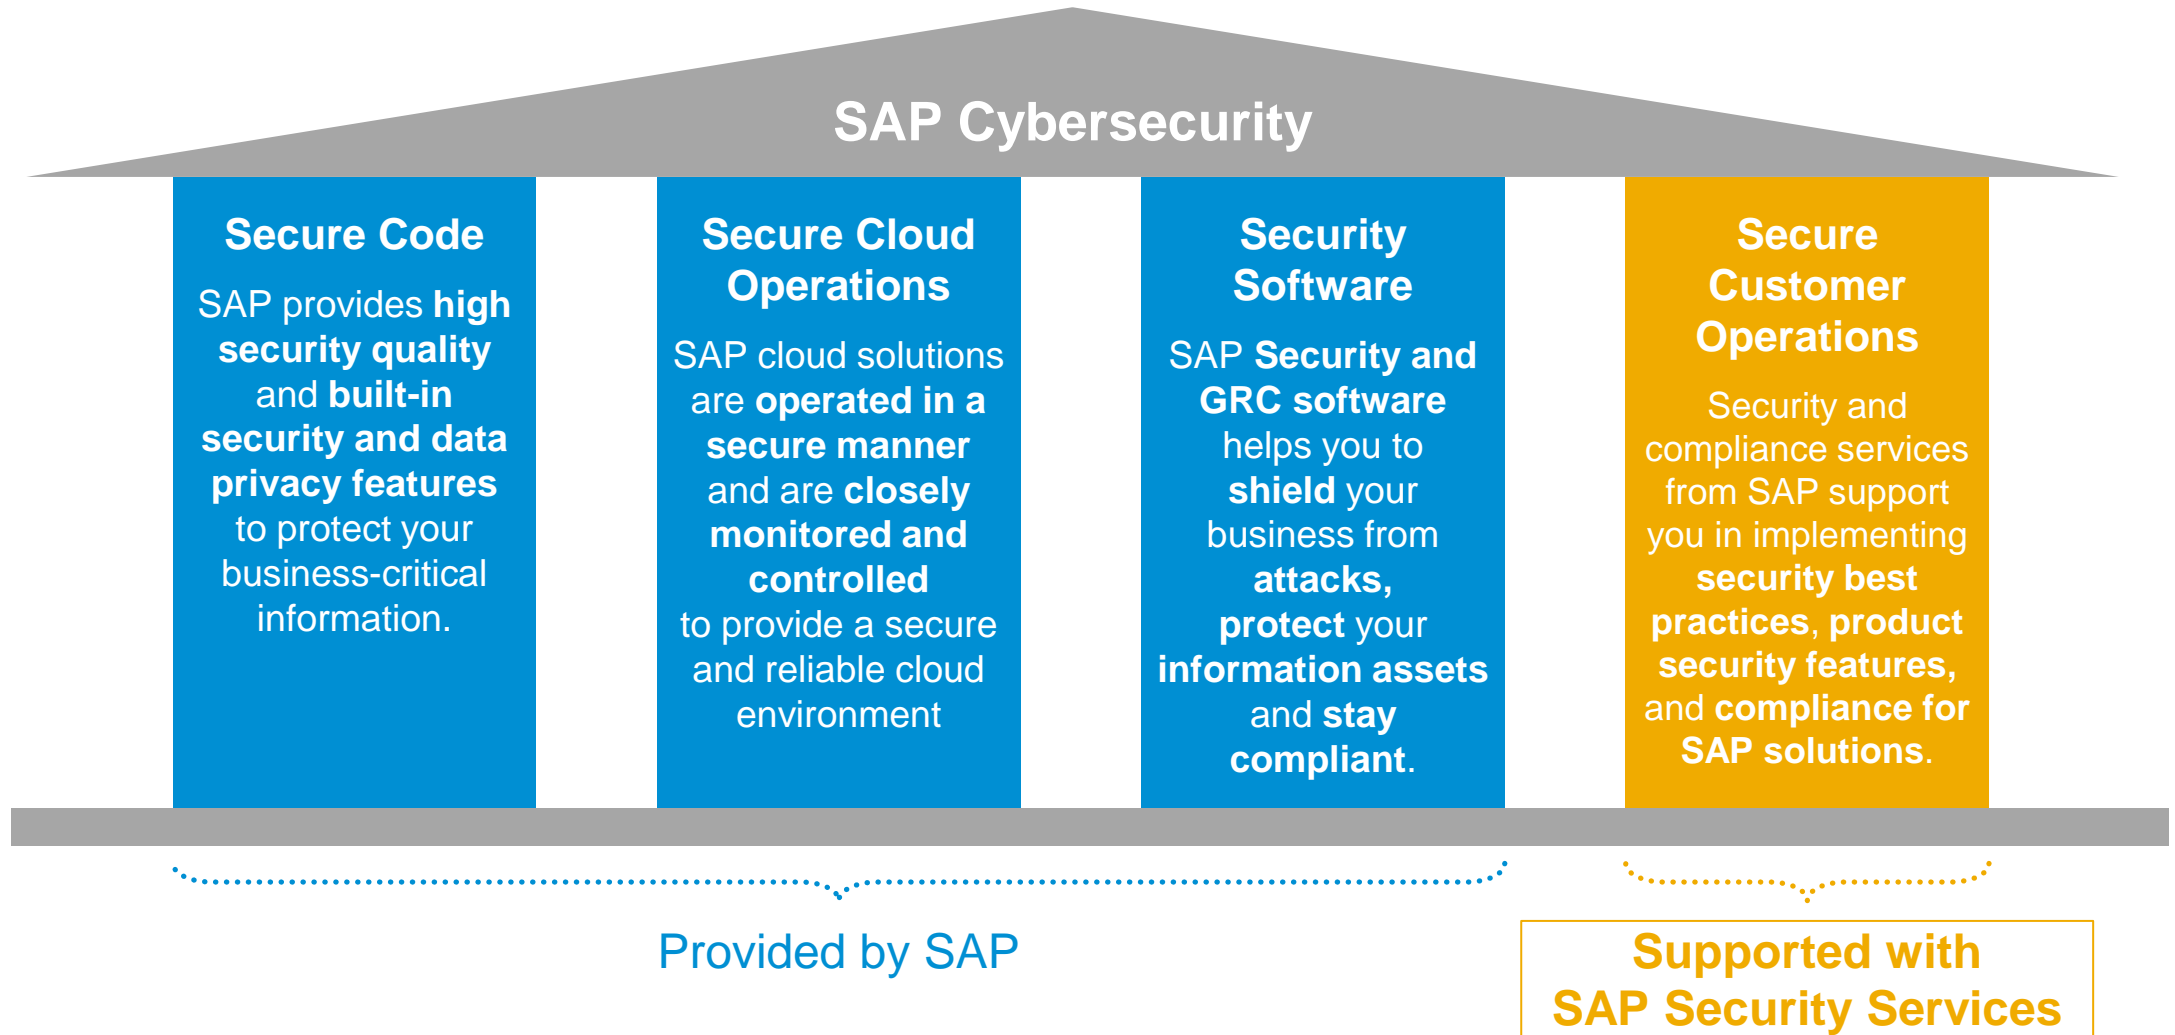 SAP Cybersecurity
Secure Code
SAP provides high
security quality
and built-in
security and data
privacy features
to protect your
business-critical
information.
Secure Cloud
Operations
SAP cloud solutions
are operated in a
secure manner
and are closely
monitored and
controlled
to provide a secure
and reliable cloud
environment
Security
Software
SAP Security and
GRC software
helps you to
shield your
business from
attacks,
protect your
information assets
and stay
compliant.
Secure
Customer
Operations
Security and
compliance services
from SAP support
you in implementing
security best
practices, product
security features,
and compliance for
SAP solutions.
Provided by SAP
Supported with
SAP Security Services